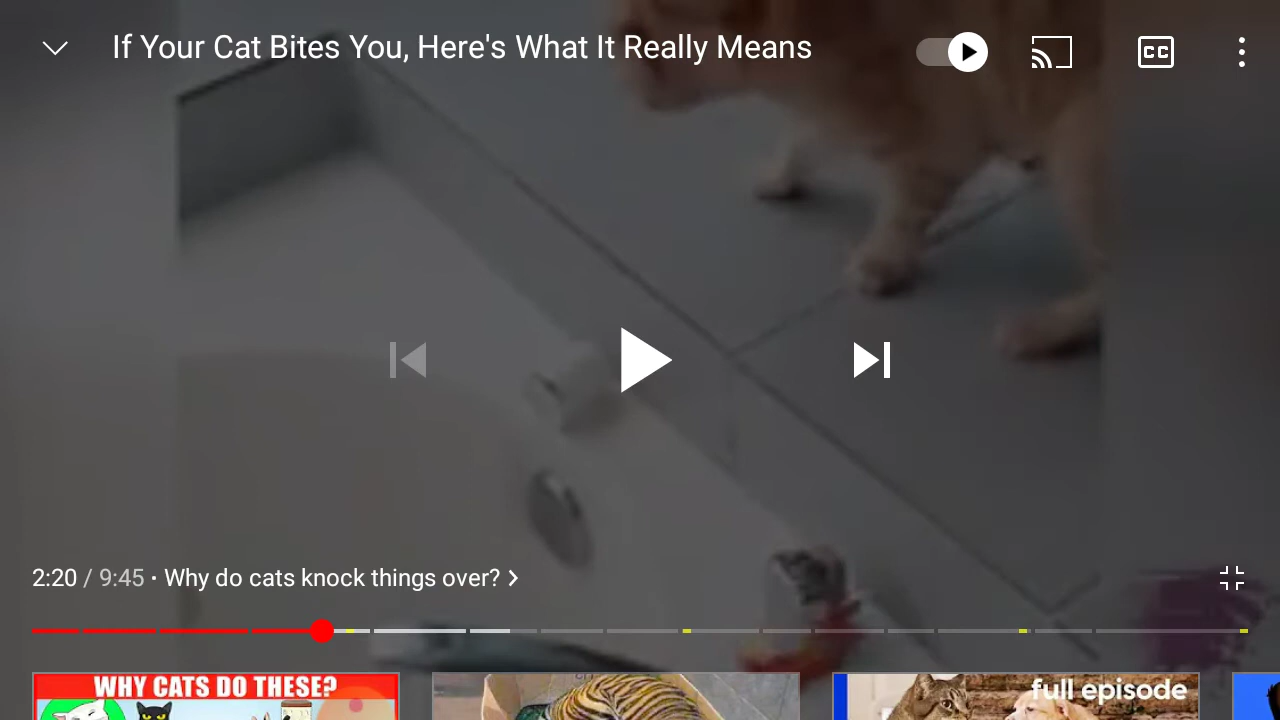 If Your Cat Bites You, Here's What It Really Means
CC
2:20 / 9:45 · Why do cats knock things over?
WHY CATS DO THESE?
full episode